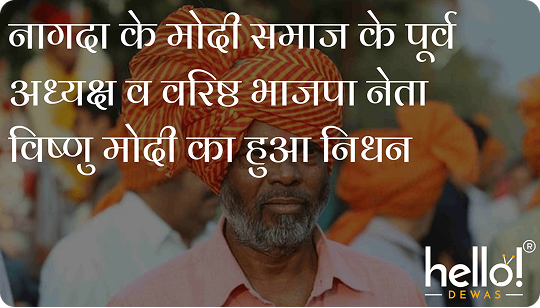 नागदा के मोदी समाज के पूर्व
अध्यक्ष व वरिष्ठ भाजपा नेता
विष्णु मोदी का हुआ निधन
hello!®
DEWAS